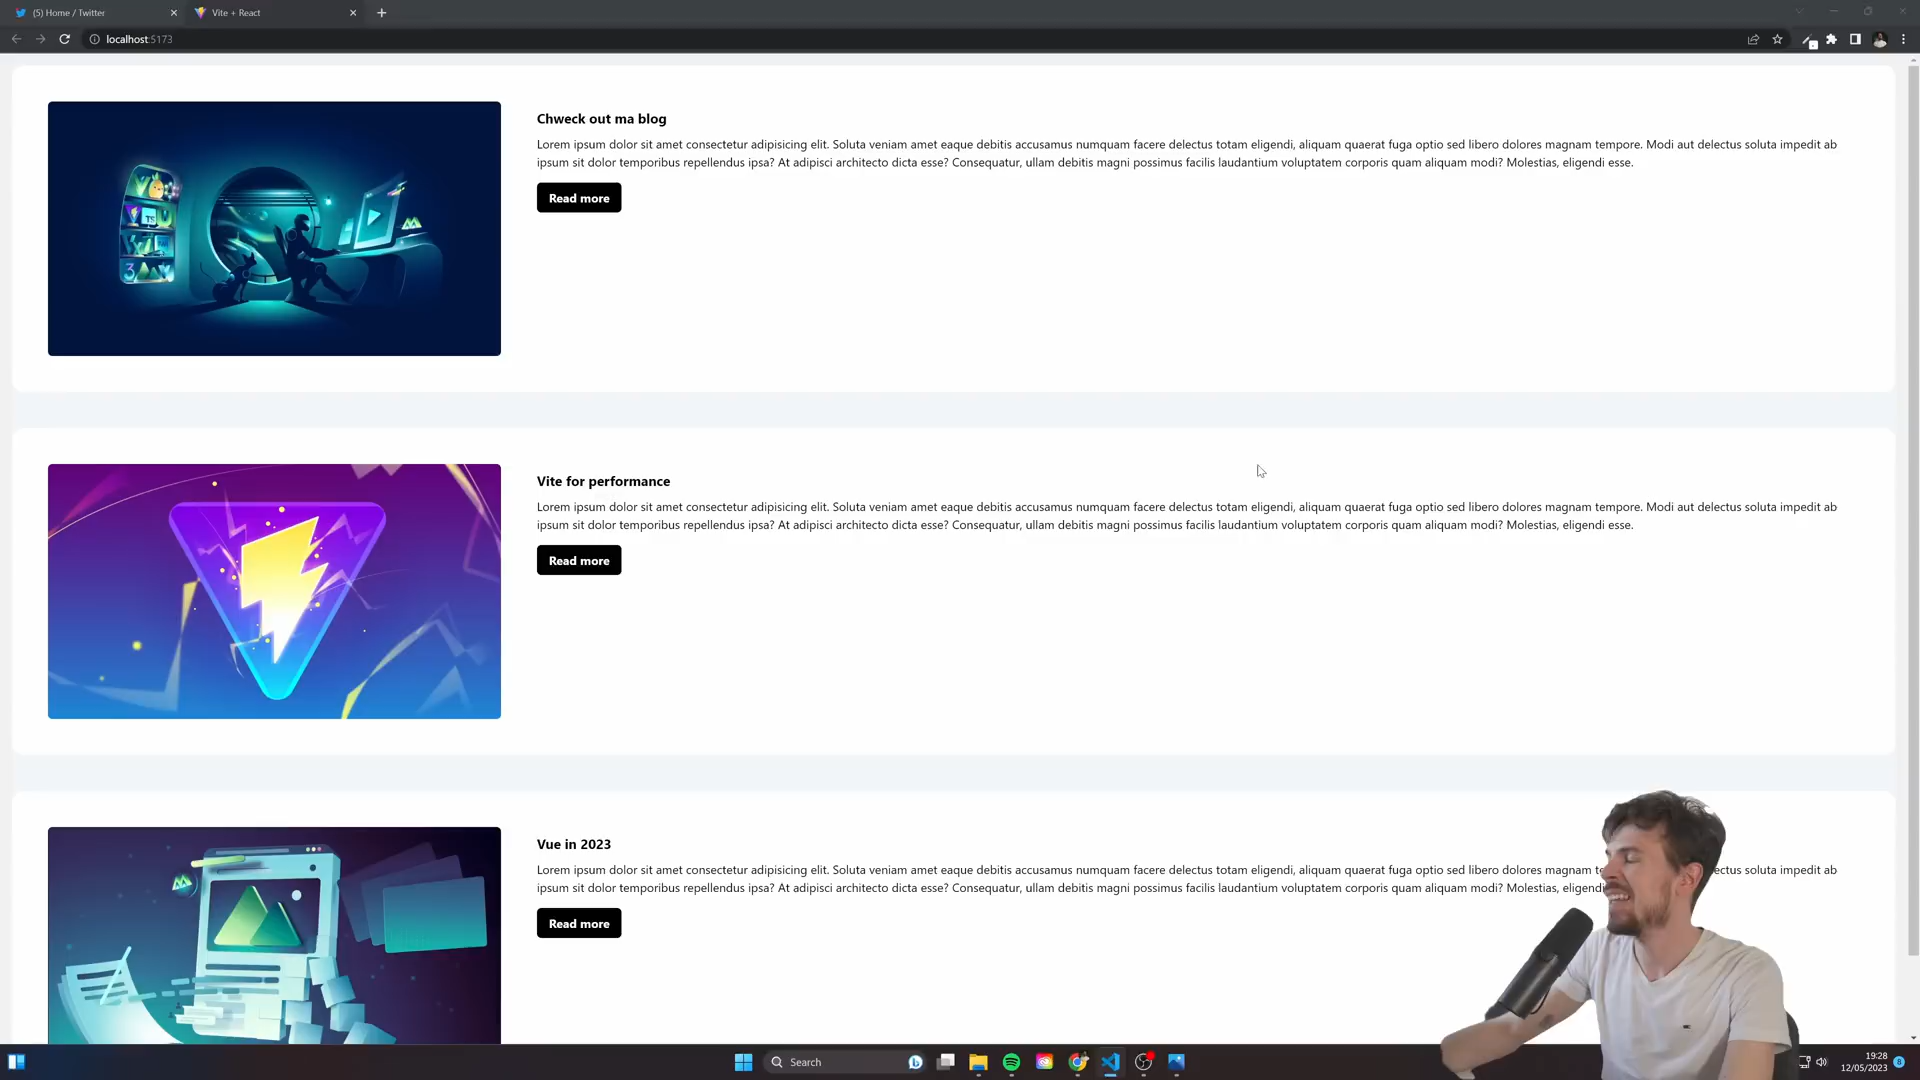 (5) Home / Twitter
Vite + React
localhost:5173
Chweck out ma blog
Lorem ipsum dolor sit amet consectetur adipisicing elit. Soluta veniam amet eaque debitis accusamus numquam facere delectus totam eligendi, aliquam quaerat fuga optio sed libero dolores magnam tempore. Modi aut delectus soluta impedit ab
ipsum sit dolor temporibus repellendus ipsa? At adipisci architecto dicta esse? Consequatur, ullam debitis magni possimus facilis laudantium voluptatem corporis quam aliquam modi? Molestias, eligendi esse.
Read more
TS
Vite for performance
Lorem ipsum dolor sit amet consectetur adipisicing elit. Soluta veniam amet eaque debitis accusamus numquam facere delectus totam eligendi, aliquam quaerat fuga optio sed libero dolores magnam tempore. Modi aut delectus soluta impedit ab
ipsum sit dolor temporibus repellendus ipsa? At adipisci architecto dicta esse? Consequatur, ullam debitis magni possimus facilis laudantium voluptatem corporis quam aliquam modi? Molestias, eligendi esse.
Read more
Vue in 2023
Lorem ipsum dolor sit amet consectetur adipisicing elit. Soluta veniam amet eaque debitis accusamus numquam facere delectus totam eligendi, aliquam quaerat fuga optio sed libero dolores magnam ectus soluta impedit ab
ipsum sit dolor temporibus repellendus ipsa? At adipisci architecto dicta esse? Consequatur, ullam debitis magni possimus facilis laudantium voluptatem corporis quam aliquam modi? Molestias, eligend
Read more
Search
19:28
12/05/2023
8